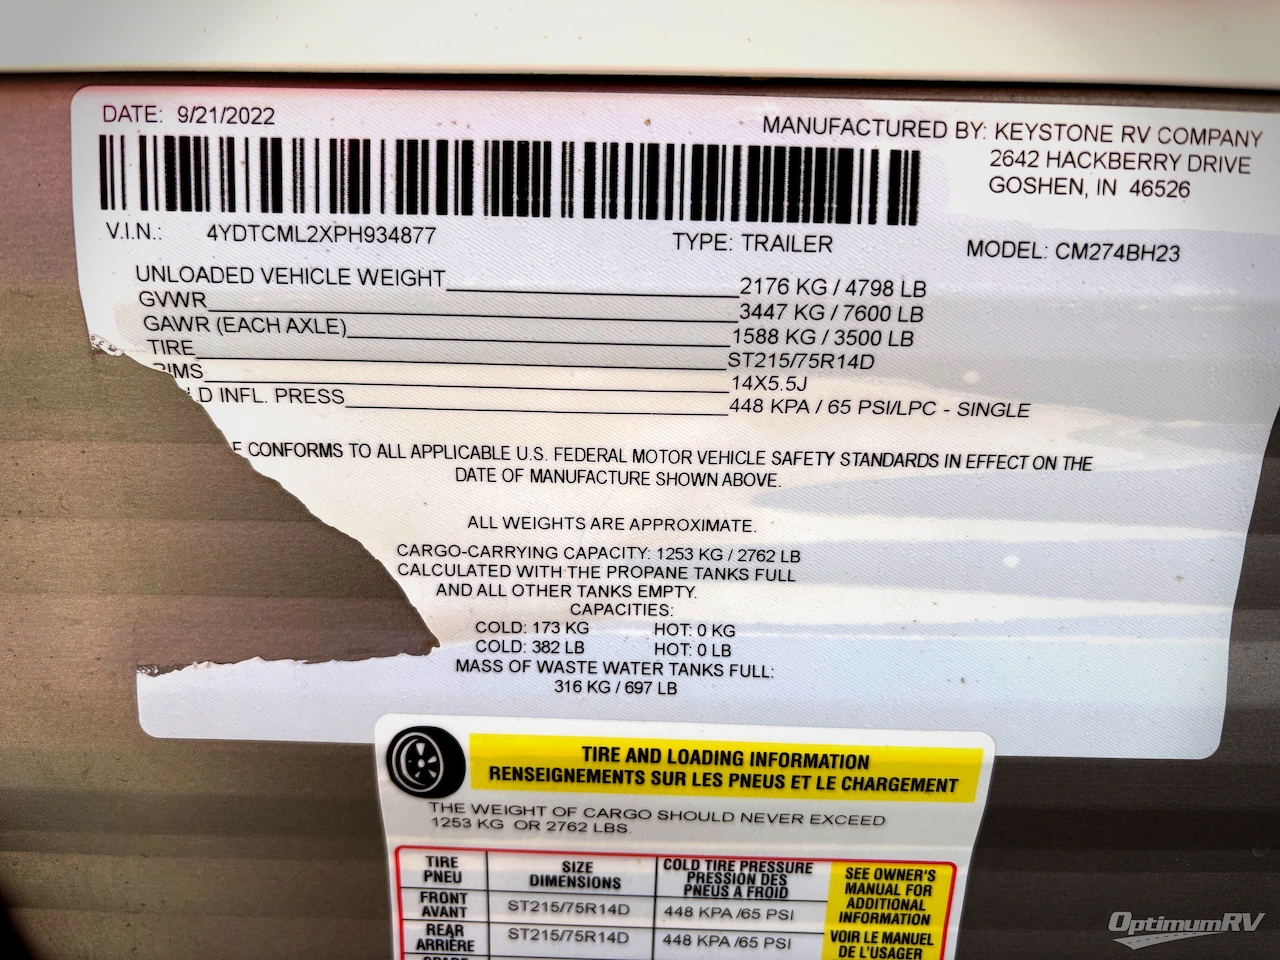 DATE: 9/21/2022
MANUFACTURED BY: KEYSTONE RV COMPANY
2642 HACKBERRY DRIVE
GOSHEN, IN 46526
V.I.N.: 4YDTCML2XPH934877 TYPE: TRAILER MODEL: CM274BH23
UNLOADED VEHICLE WEIGHT 2176 KG / 4798 LB
GVWR 3447 KG / 7600 LB
GAWR (EACH AXLE) 1588 KG / 3500 LB
TIRE ST215/75R14D
RIMS 14X5.5J
LD INFL. PRESS 448 KPA / 65 PSI/LPC - SINGLE
E CONFORMS TO ALL APPLICABLE U.S. FEDERAL MOTOR VEHICLE SAFETY STANDARDS IN EFFECT ON THE
DATE OF MANUFACTURE SHOWN ABOVE.
ALL WEIGHTS ARE APPROXIMATE.
CARGO-CARRYING CAPACITY: 1253 KG / 2762 LB
CALCULATED WITH THE PROPANE TANKS FULL
AND ALL OTHER TANKS EMPTY.
CAPACITIES:
COLD: 173 KG HOT: 0 KG
COLD: 382 LB HOT: 0 LB
MASS OF WASTE WATER TANKS FULL:
316 KG / 697 LB
TIRE AND LOADING INFORMATION
RENSEIGNEMENTS SUR LES PNEUS ET LE CHARGEMENT
THE WEIGHT OF CARGO SHOULD NEVER EXCEED
1253 KG OR 2762 LBS.
TIRE
PNEU
SIZE
DIMENSIONS
COLD TIRE PRESSURE
PRESSION DES
PNEUS A FROID
SEE OWNER'S
MANUAL FOR
ADDITIONAL
INFORMATION
FRONT
AVANT
ST215/75R14D
448 KPA /65 PSI
REAR
ARRIÈRE
ST215/75R14D
448 KPA /65 PSI
VOIR LE MANUEL
DE L'USAGER
OptimumRV